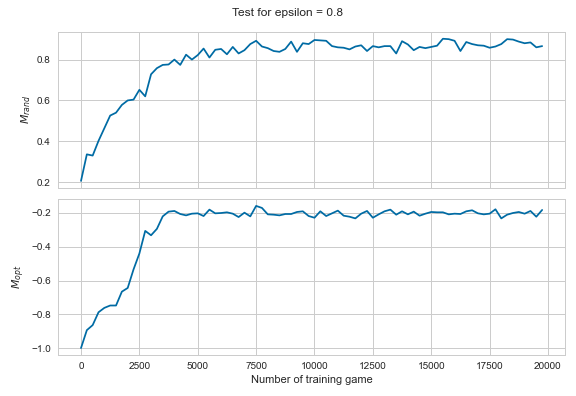 Test for epsilon = 0.8
0.8
0.6
0.4
0.2
M_rand
−0.2
−0.4
−0.6
−0.8
−1.0
M_opt
0 2500 5000 7500 10000 12500 15000 17500 20000
Number of training game